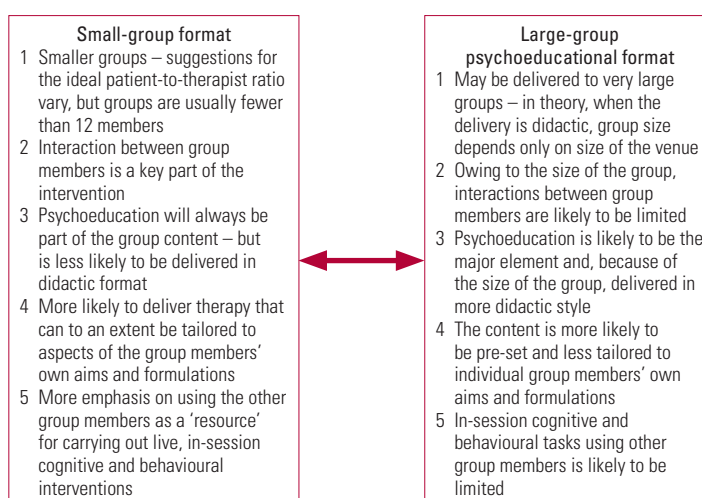 Small-group format
1 Smaller groups – suggestions for
the ideal patient-to-therapist ratio
vary, but groups are usually fewer
than 12 members
2 Interaction between group
members is a key part of the
intervention
3 Psychoeducation will always be
part of the group content – but
is less likely to be delivered in
didactic format
4 More likely to deliver therapy that
can to an extent be tailored to
aspects of the group members’
own aims and formulations
5 More emphasis on using the other
group members as a ‘resource’
for carrying out live, in-session
cognitive and behavioural
interventions
Large-group
psychoeducational format
1 May be delivered to very large
groups – in theory, when the
delivery is didactic, group size
depends only on size of the venue
2 Owing to the size of the group,
interactions between group
members are likely to be limited
3 Psychoeducation is likely to be the
major element and, because of
the size of the group, delivered in
more didactic style
4 The content is more likely to
be pre-set and less tailored to
individual group members’ own
aims and formulations
5 In-session cognitive and
behavioural tasks using other
group members is likely to be
limited